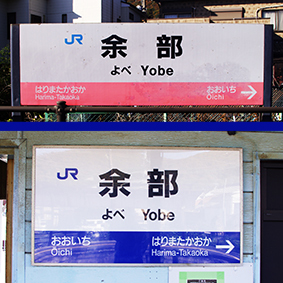 JR 余部
よべ Yobe
はりまたかおか おおいち →
Harima-Takaoka Oichi
JR 余部
よべ Yobe
おおいち はりまたかおか →
Oichi Harima-Takaoka